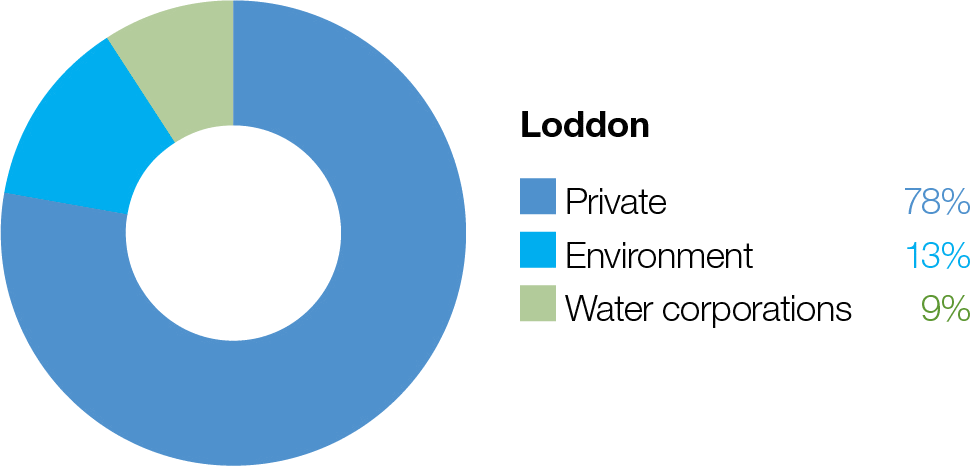 Loddon
Private 78%
Environment 13%
Water corporations 9%